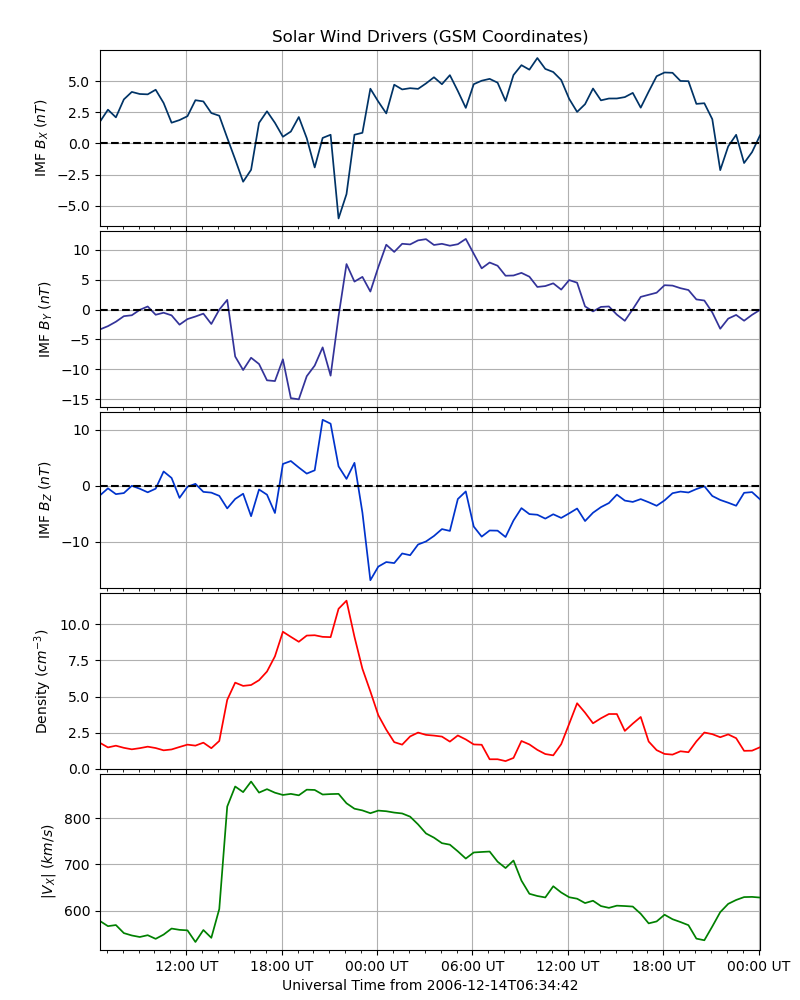 Solar Wind Drivers (GSM Coordinates)
5.0
2.5
0.0
−2.5
−5.0
IMF B_X (nT)
10
5
0
−5
−10
−15
IMF B_Y (nT)
10
0
−10
IMF B_Z (nT)
10.0
7.5
5.0
2.5
0.0
Density (cm⁻³)
800
700
600
|V_X| (km/s)
12:00 UT 18:00 UT 00:00 UT 06:00 UT 12:00 UT 18:00 UT 00:00 UT
Universal Time from 2006-12-14T06:34:42